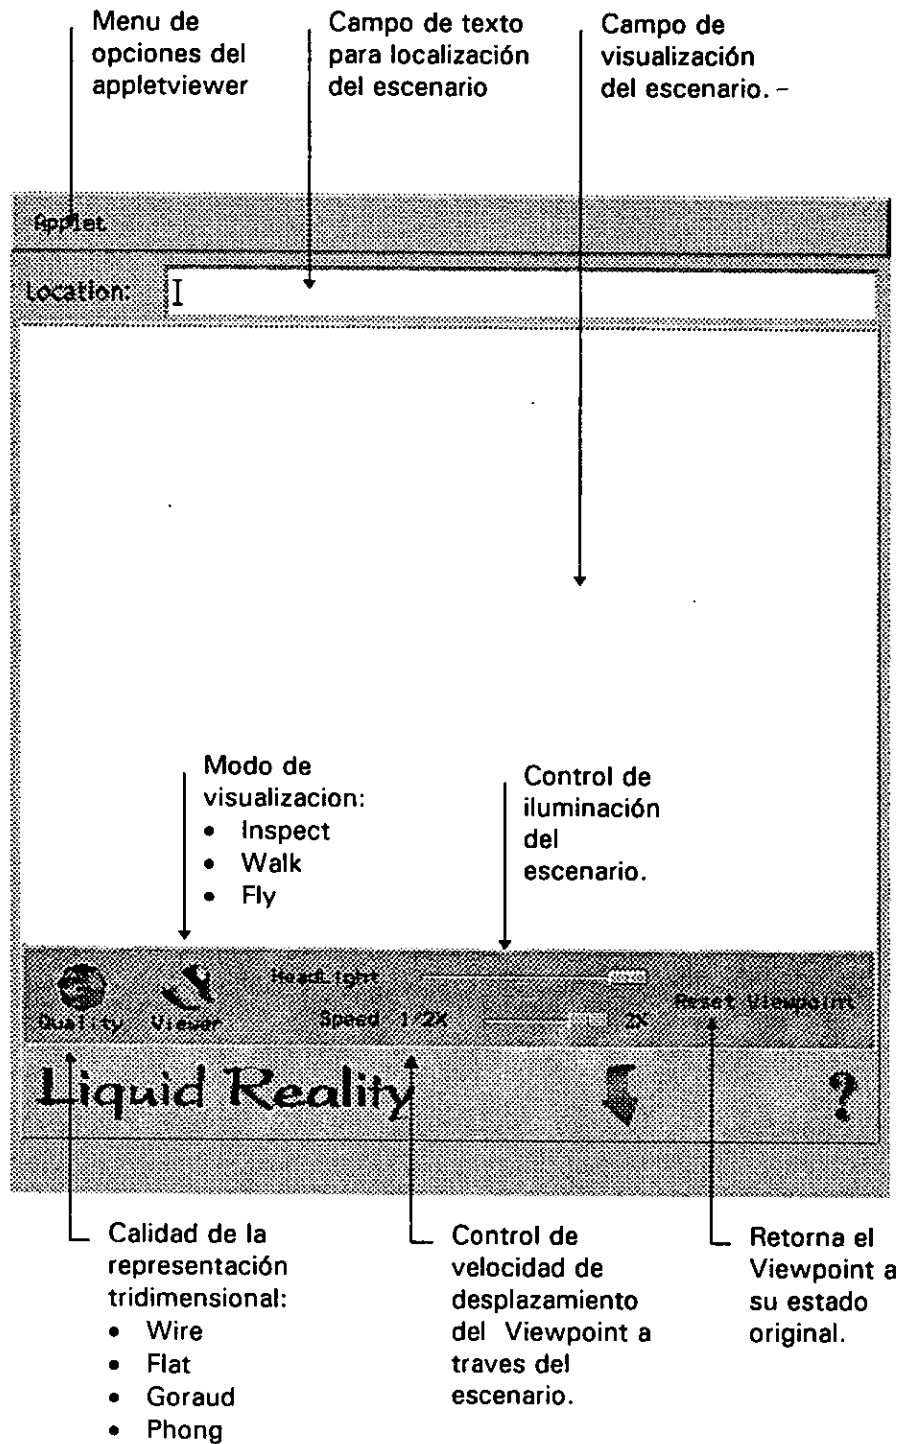 Menu de
opciones del
appletviewer
Campo de texto
para localización
del escenario
Campo de
visualización
del escenario. -
Applet
Location:
Modo de
visualizacion:
• Inspect
• Walk
• Fly
Control de
iluminación
del
escenario.
HeadLight
Quality Viewer Speed 1/2X 2X Reset Viewpoint
Liquid Reality ?
Calidad de la
representación
tridimensional:
• Wire
• Flat
• Goraud
• Phong
Control de
velocidad de
desplazamiento
del Viewpoint a
traves del
escenario.
Retorna el
Viewpoint a
su estado
original.